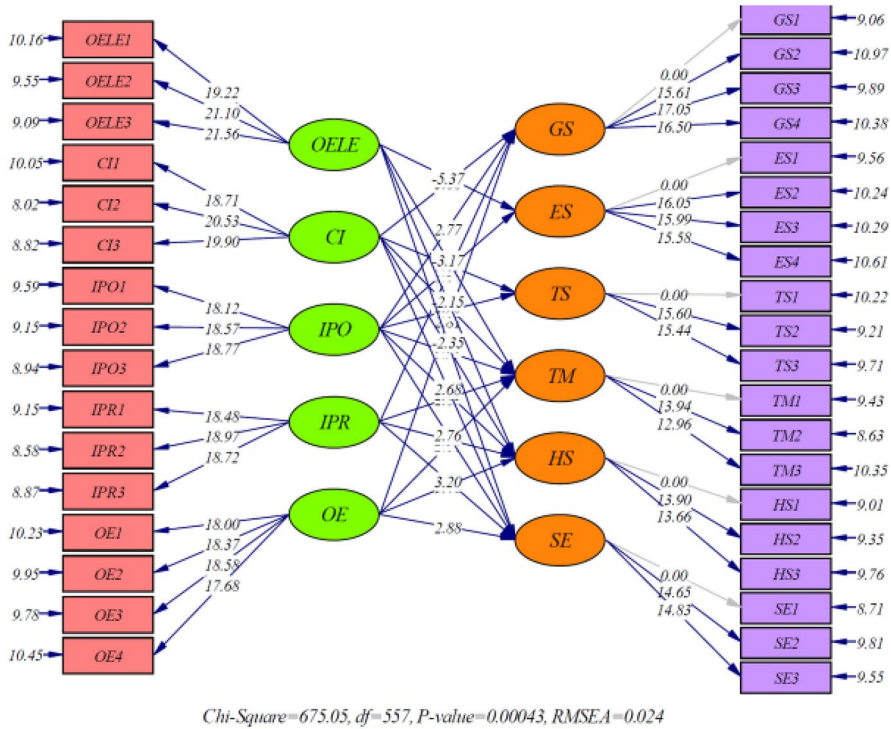 10.16 OELE1
9.55 OELE2
9.09 OELE3
10.05 CI1
8.02 CI2
8.82 CI3
9.59 IPO1
9.15 IPO2
8.94 IPO3
9.15 IPR1
8.58 IPR2
8.87 IPR3
10.23 OE1
9.95 OE2
9.78 OE3
10.45 OE4
19.22
21.10
21.56
18.71
20.53
19.90
18.12
18.57
18.77
18.48
18.97
18.72
18.00
18.37
18.58
17.68
OELE
CI
IPO
IPR
OE
-5.37
2.77
-3.17
2.15
-2.35
2.68
2.76
3.20
2.88
GS
ES
TS
TM
HS
SE
0.00
15.61
17.05
16.50
0.00
16.05
15.99
15.58
0.00
15.60
15.44
0.00
13.94
12.96
0.00
13.90
13.66
0.00
14.65
14.83
GS1 9.06
GS2 10.97
GS3 9.89
GS4 10.38
ES1 9.56
ES2 10.24
ES3 10.29
ES4 10.61
TS1 10.22
TS2 9.21
TS3 9.71
TM1 9.43
TM2 8.63
TM3 10.35
HS1 9.01
HS2 9.35
HS3 9.76
SE1 8.71
SE2 9.81
SE3 9.55
Chi-Square=675.05, df=557, P-value=0.00043, RMSEA=0.024